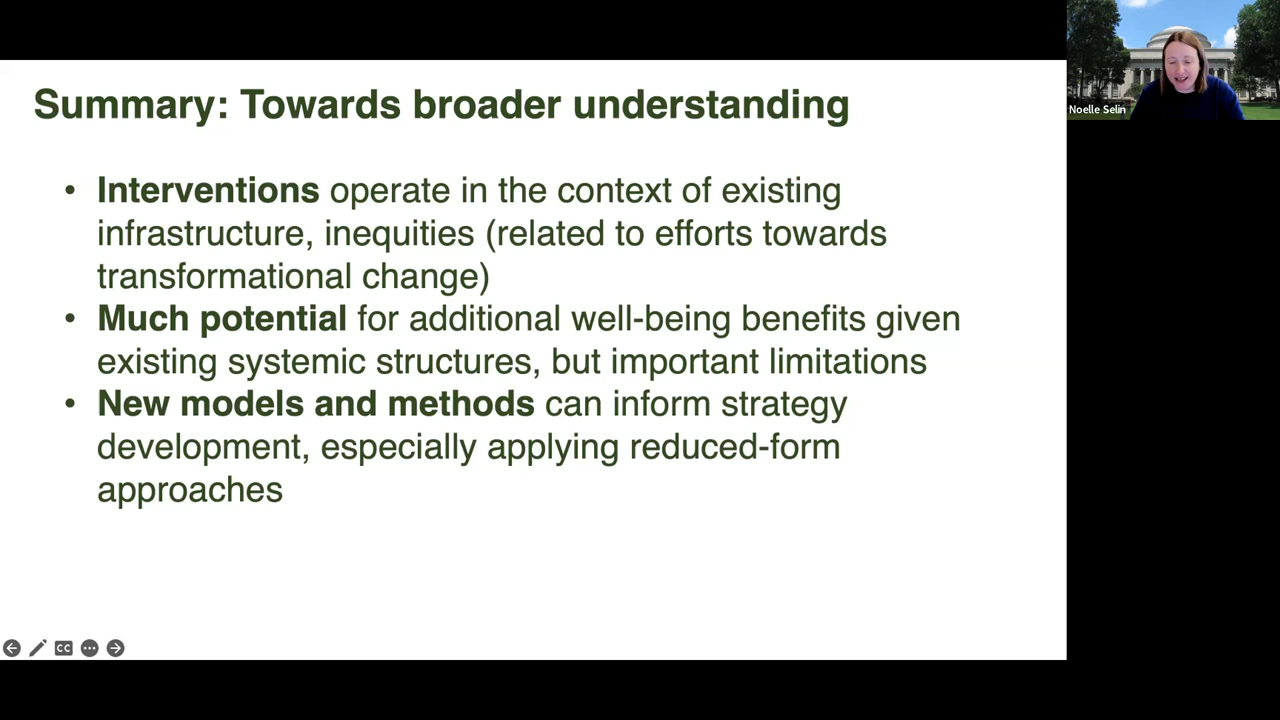 Summary: Towards broader understanding
• Interventions operate in the context of existing
infrastructure, inequities (related to efforts towards
transformational change)
• Much potential for additional well-being benefits given
existing systemic structures, but important limitations
• New models and methods can inform strategy
development, especially applying reduced-form
approaches
Noelle Selin
CC